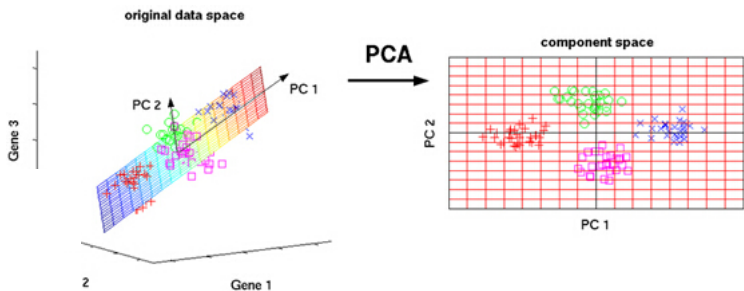 original data space
PCA
component space
PC 2
PC 1
Gene 3
2
Gene 1
PC 2
PC 1